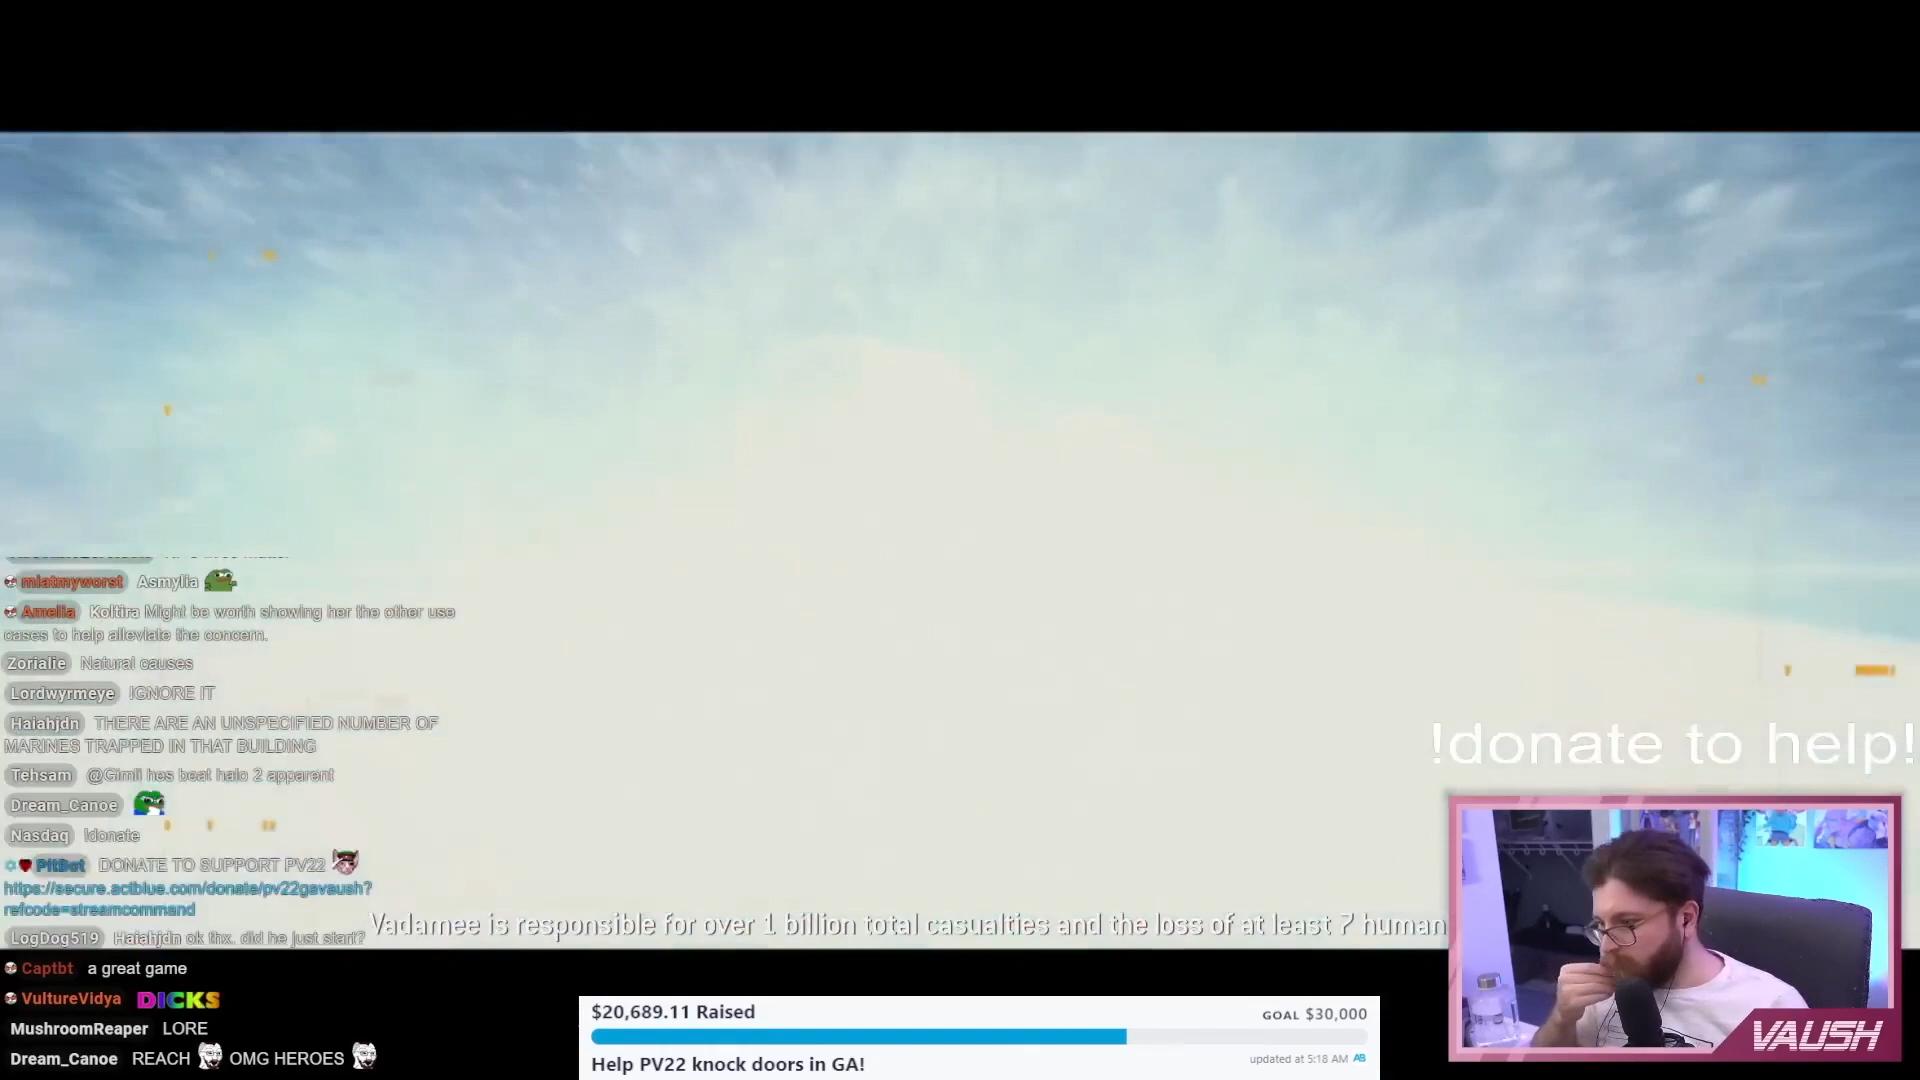 mlatmyworst Asmylla
Amelia Koltira Might be worth showing her the other use
cases to help alleviate the concern.
Zorialie Natural causes
Lordwyrmeye IGNORE IT
Haiahjdn THERE ARE AN UNSPECIFIED NUMBER OF
MARINES TRAPPED IN THAT BUILDING
Tehsam @Gimli hes beat halo 2 apparent
Dream_Canoe
Nasdaq !donate
PitBot DONATE TO SUPPORT PV22
https://secure.actblue.com/donate/pv22gavaush?
refcode=streamcommand
LogDog519 Haiahjdn ok thx. did he just start?
Captbt a great game
VultureVidya DICKS
MushroomReaper LORE
Dream_Canoe REACH OMG HEROES
Vadamee is responsible for over 1 billion total casualties and the loss of at least 7 human
!donate to help!
$20,689.11 Raised
GOAL $30,000
Help PV22 knock doors in GA!
updated at 5:18 AM AB
VAUSH